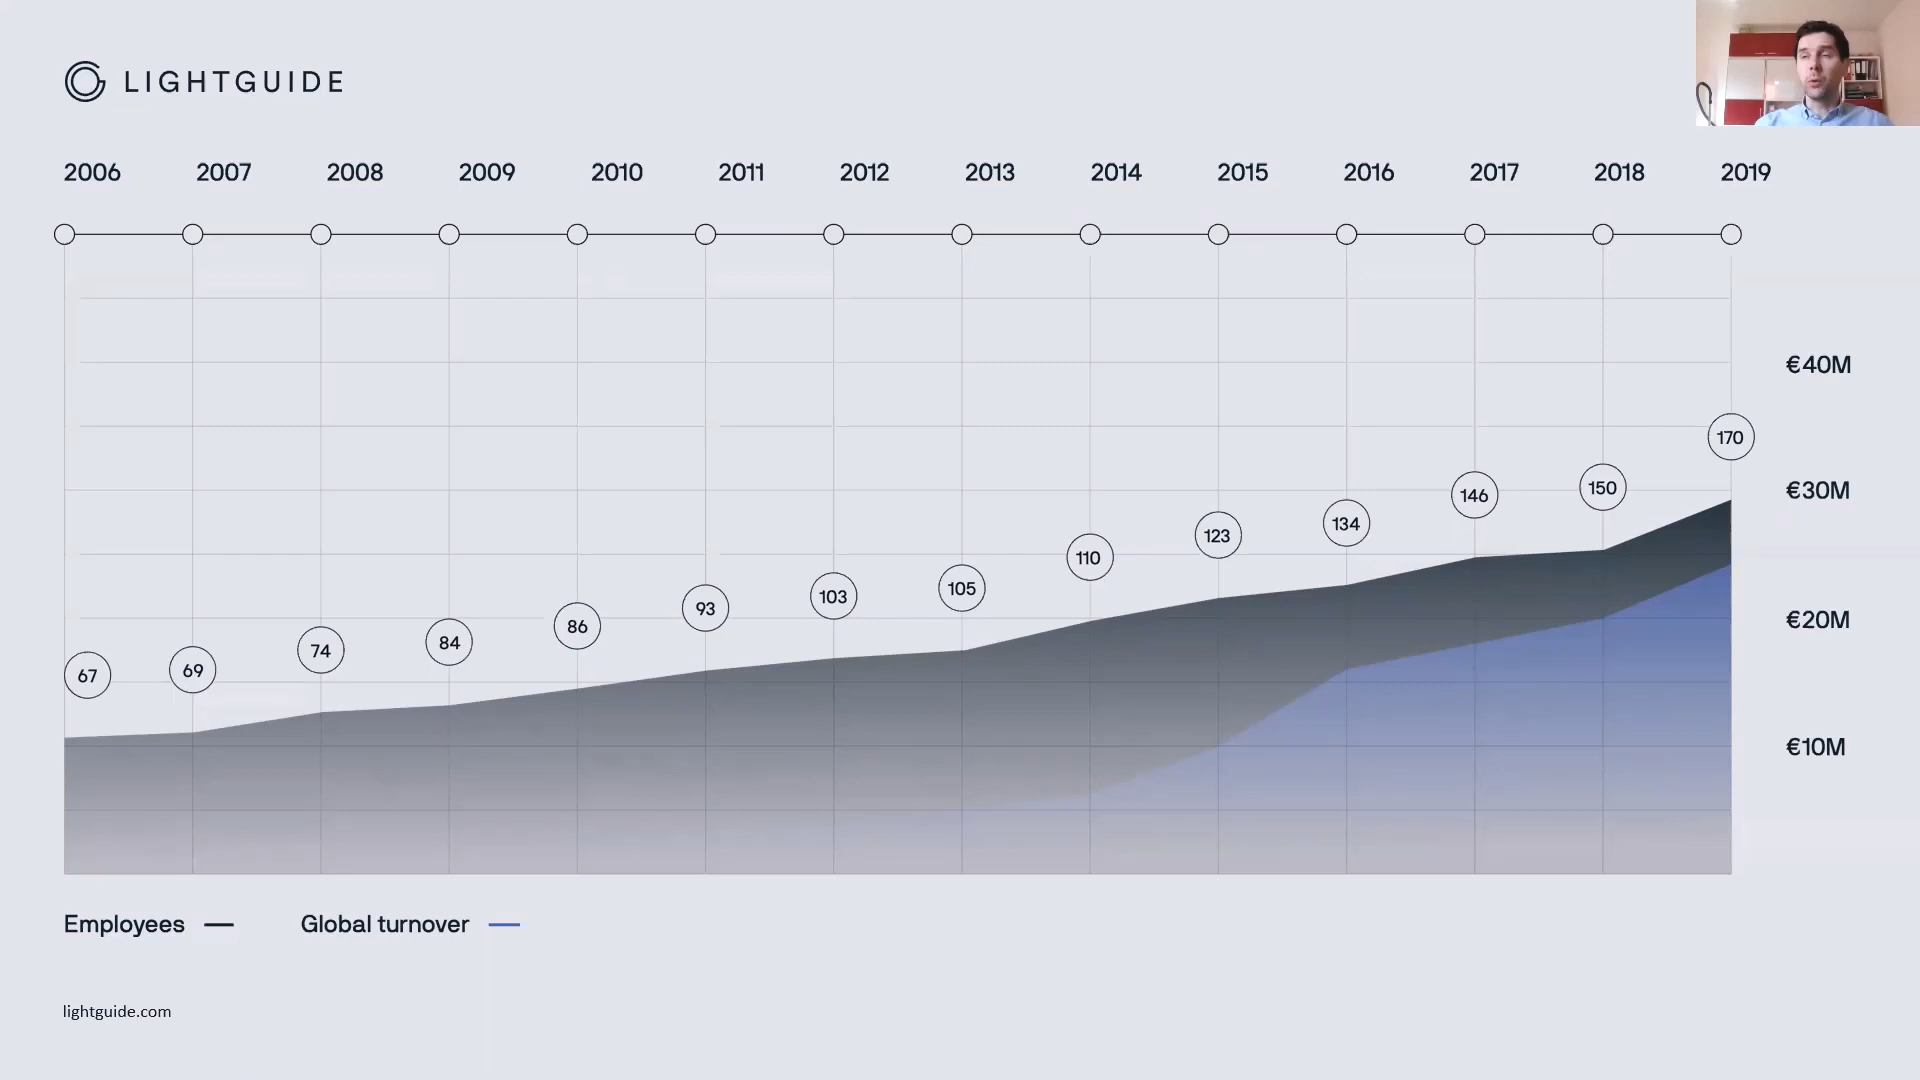 LIGHTGUIDE
2006 2007 2008 2009 2010 2011 2012 2013 2014 2015 2016 2017 2018 2019
€40M
170
€30M
146 150
134
123
110
105
103
93
€20M
86
84
74
69
67
€10M
Employees Global turnover
lightguide.com